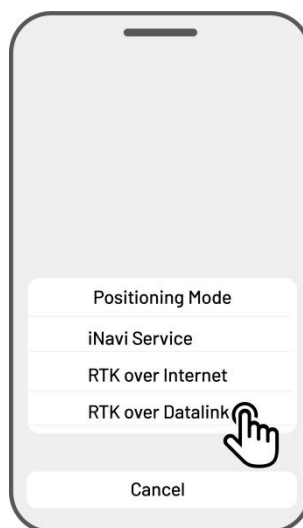 Positioning Mode
iNavi Service
RTK over Internet
RTK over Datalink
Cancel